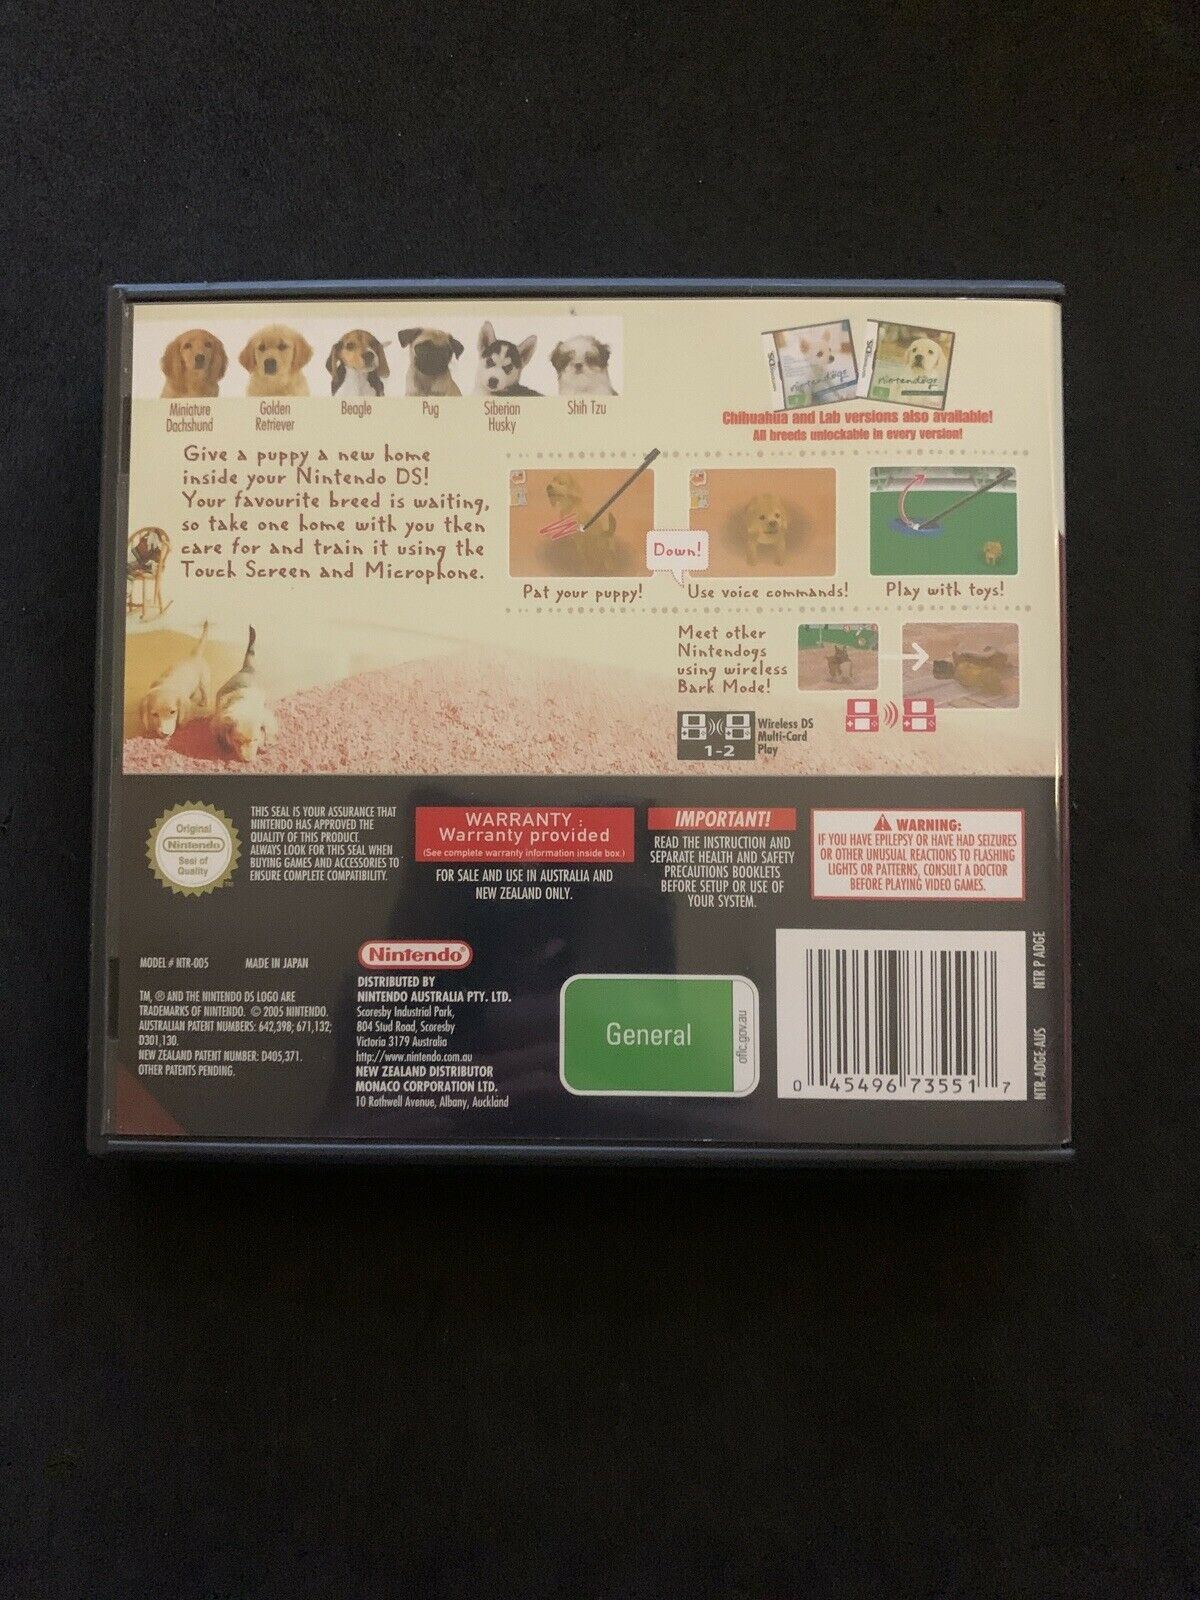 Miniature
Dachshund
Golden
Retriever
Beagle
Pug
Siberian
Husky
Shih Tzu
nintendogs
nintendogs
Chihuahua and Lab versions also available!
All breeds unlockable in every version!
Give a puppy a new home
inside your Nintendo DS!
Your favourite breed is waiting,
so take one home with you then
care for and train it using the
Touch Screen and Microphone.
Down!
Pat your puppy!
Use voice commands!
Play with toys!
Meet other
Nintendogs
using wireless
Bark Mode!
1-2
Wireless DS
Multi-Card
Play
Original
Nintendo
Seal of
Quality
THIS SEAL IS YOUR ASSURANCE THAT
NINTENDO HAS APPROVED THE
QUALITY OF THIS PRODUCT.
ALWAYS LOOK FOR THIS SEAL WHEN
BUYING GAMES AND ACCESSORIES TO
ENSURE COMPLETE COMPATIBILITY.
WARRANTY :
Warranty provided
(See complete warranty information inside box.)
FOR SALE AND USE IN AUSTRALIA AND
NEW ZEALAND ONLY.
IMPORTANT!
READ THE INSTRUCTION AND
SEPARATE HEALTH AND SAFETY
PRECAUTIONS BOOKLETS
BEFORE SETUP OR USE OF
YOUR SYSTEM.
WARNING:
IF YOU HAVE EPILEPSY OR HAVE HAD SEIZURES
OR OTHER UNUSUAL REACTIONS TO FLASHING
LIGHTS OR PATTERNS, CONSULT A DOCTOR
BEFORE PLAYING VIDEO GAMES.
MODEL # NTR-005
MADE IN JAPAN
TM, ® AND THE NINTENDO DS LOGO ARE
TRADEMARKS OF NINTENDO. © 2005 NINTENDO.
AUSTRALIAN PATENT NUMBERS: 642,398; 671,132;
D301,130.
NEW ZEALAND PATENT NUMBER: D405,371.
OTHER PATENTS PENDING.
Nintendo®
DISTRIBUTED BY
NINTENDO AUSTRALIA PTY. LTD.
Scoresby Industrial Park,
804 Stud Road, Scoresby
Victoria 3179 Australia
http://www.nintendo.com.au
NEW ZEALAND DISTRIBUTOR
MONACO CORPORATION LTD.
10 Rothwell Avenue, Albany, Auckland
General
oflc.gov.au
0 45496 73551 7
NTR-ADGE-AUS
NTR P ADGE